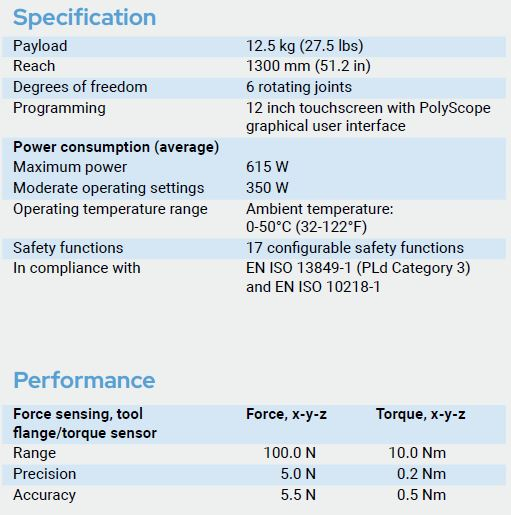 Specification
Payload 12.5 kg (27.5 lbs)
Reach 1300 mm (51.2 in)
Degrees of freedom 6 rotating joints
Programming 12 inch touchscreen with PolyScope
graphical user interface
Power consumption (average)
Maximum power 615 W
Moderate operating settings 350 W
Operating temperature range Ambient temperature:
0-50°C (32-122°F)
Safety functions 17 configurable safety functions
In compliance with EN ISO 13849-1 (PLd Category 3)
and EN ISO 10218-1
Performance
Force sensing, tool Force, x-y-z Torque, x-y-z
flange/torque sensor
Range 100.0 N 10.0 Nm
Precision 5.0 N 0.2 Nm
Accuracy 5.5 N 0.5 Nm